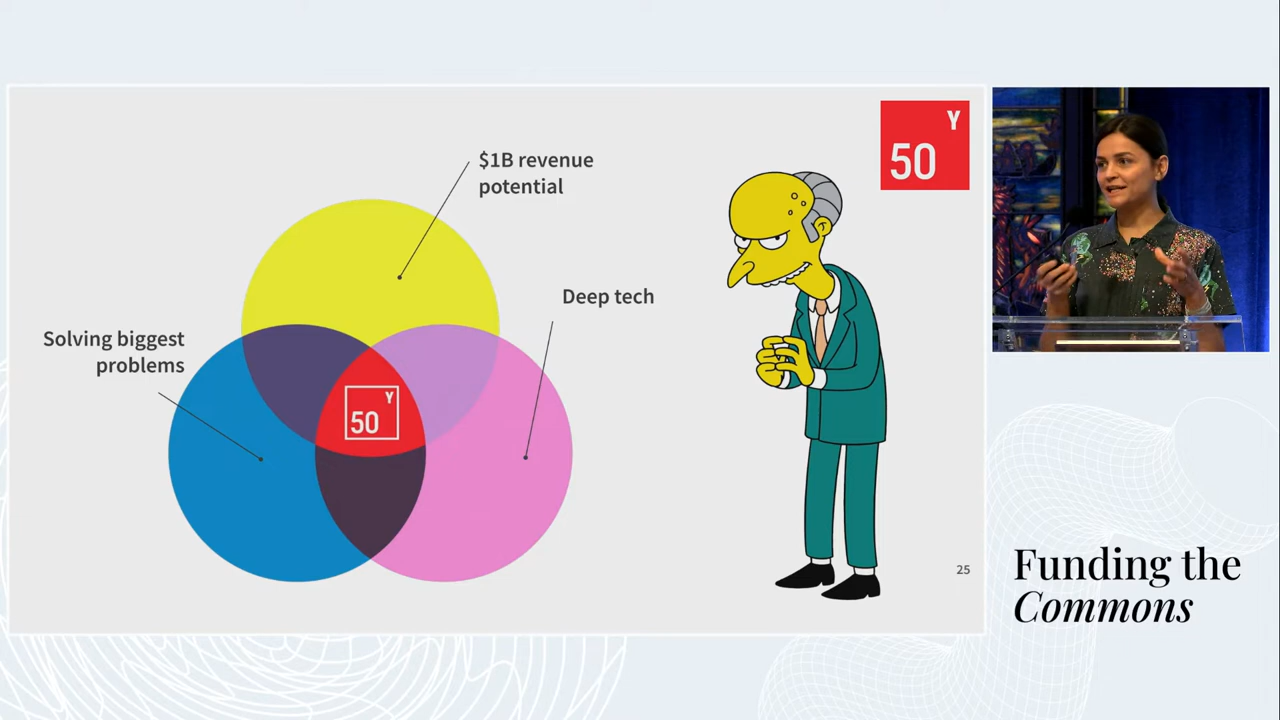 $1B revenue
potential
Y
50
Deep tech
Solving biggest
problems
Y
50
25
Funding the
Commons